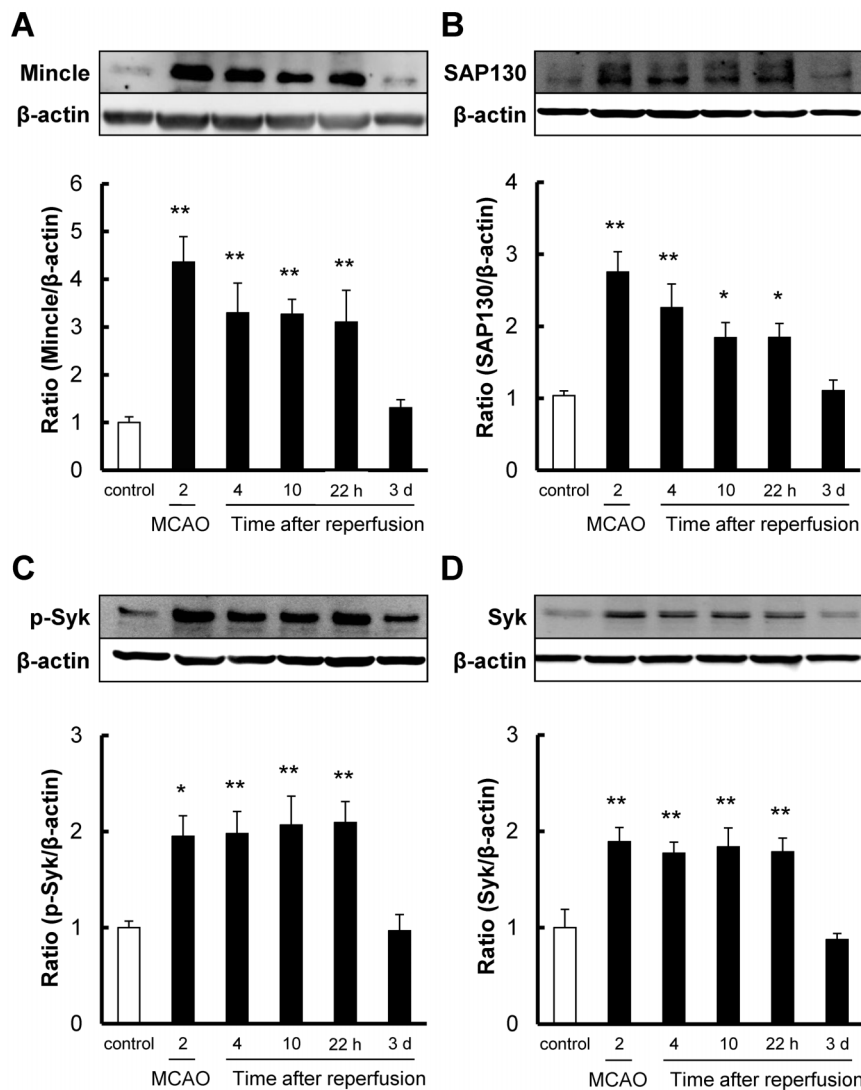 A
Mincle
β-actin
Ratio (Mincle/β-actin)
6
5
4
3
2
1
0
**
**
**
**
control 2 4 10 22 h 3 d
MCAO Time after reperfusion
B
SAP130
β-actin
Ratio (SAP130/β-actin)
4
3
2
1
0
**
**
*
*
control 2 4 10 22 h 3 d
MCAO Time after reperfusion
C
p-Syk
β-actin
Ratio (p-Syk/β-actin)
3
2
1
0
*
**
**
**
control 2 4 10 22 h 3 d
MCAO Time after reperfusion
D
Syk
β-actin
Ratio (Syk/β-actin)
3
2
1
0
**
**
**
**
control 2 4 10 22 h 3 d
MCAO Time after reperfusion